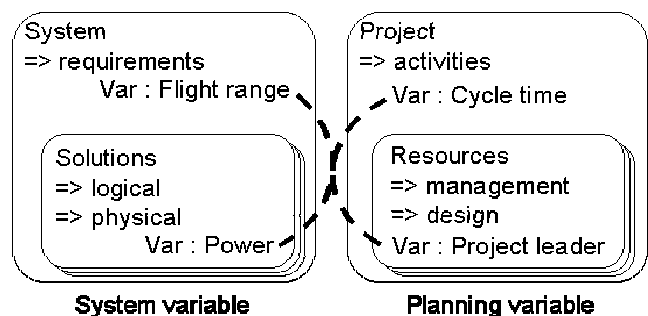 System
=> requirements
Var : Flight range
Solutions
=> logical
=> physical
Var : Power
System variable
Project
=> activities
Var : Cycle time
Resources
=> management
=> design
Var : Project leader
Planning variable